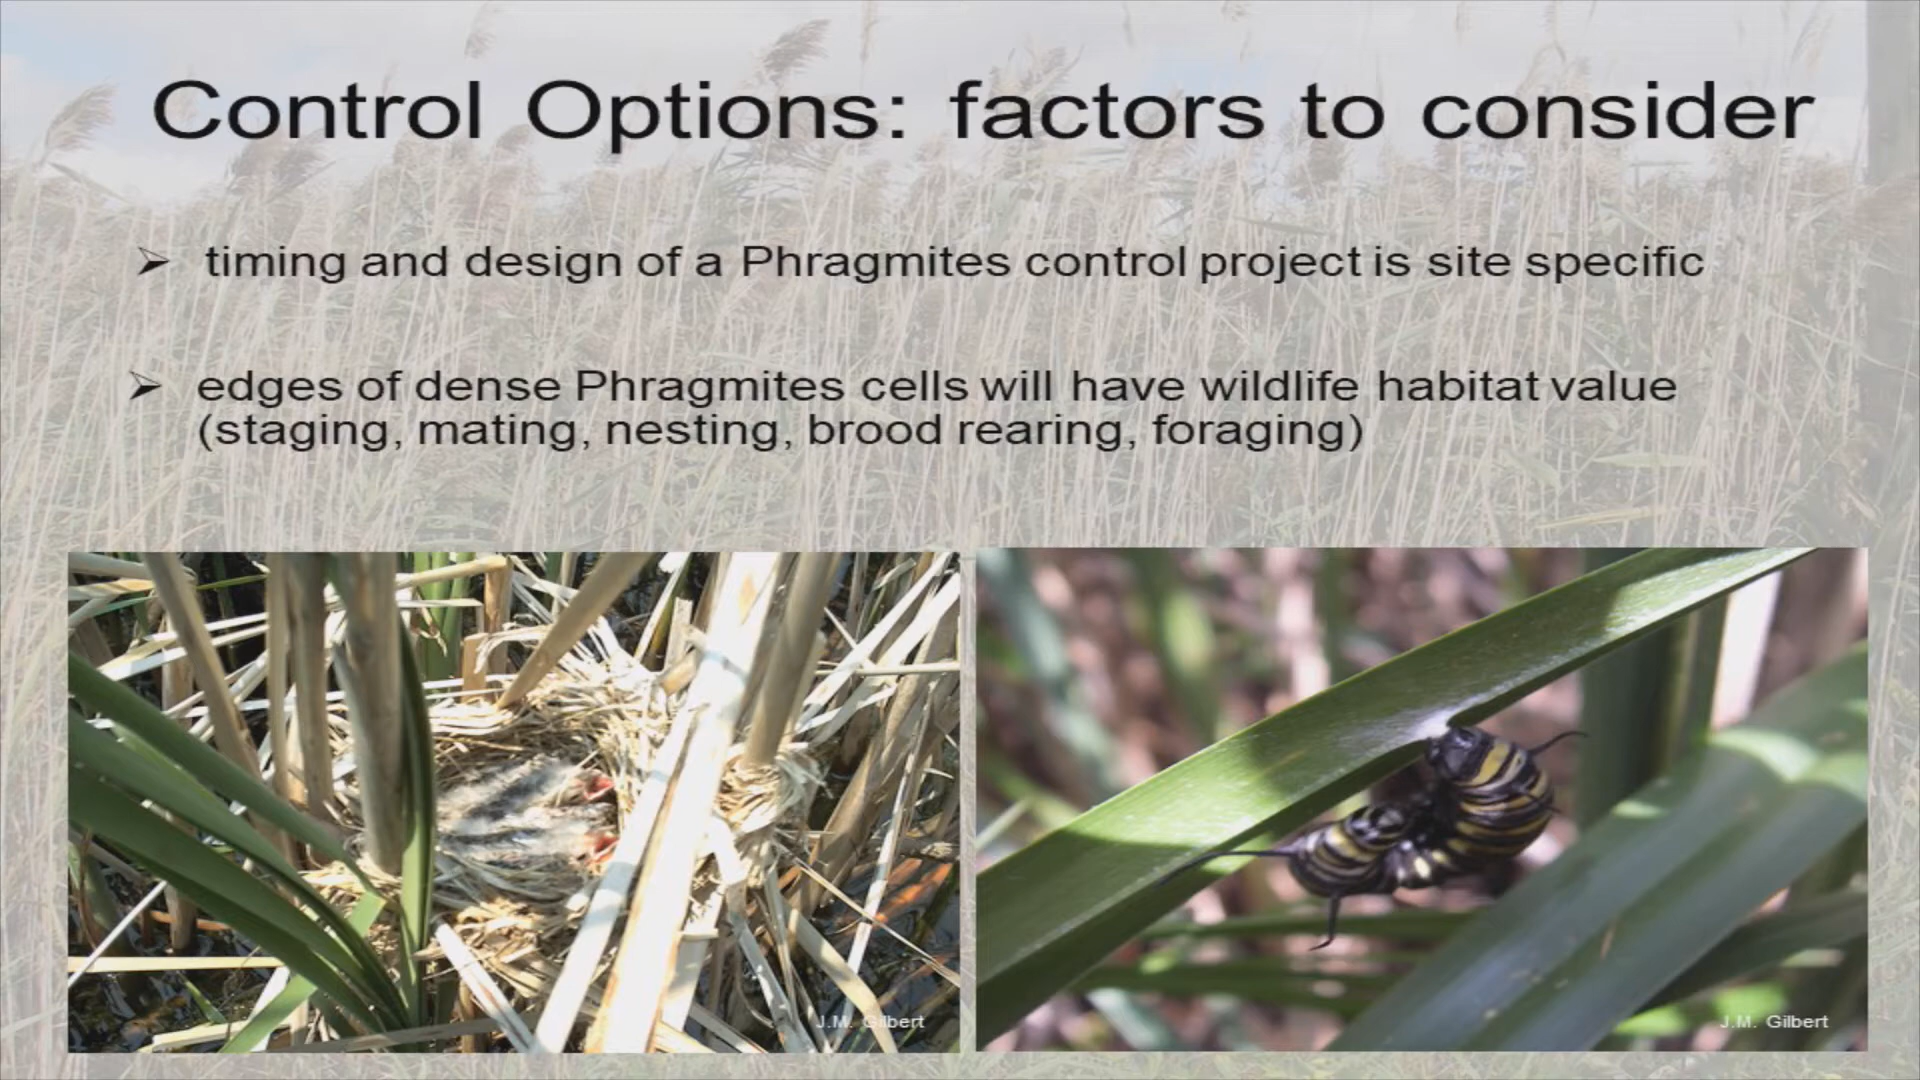 Control Options: factors to consider
➢ timing and design of a Phragmites control project is site specific
➢ edges of dense Phragmites cells will have wildlife habitat value
(staging, mating, nesting, brood rearing, foraging)
J.M. Gilbert
J.M. Gilbert